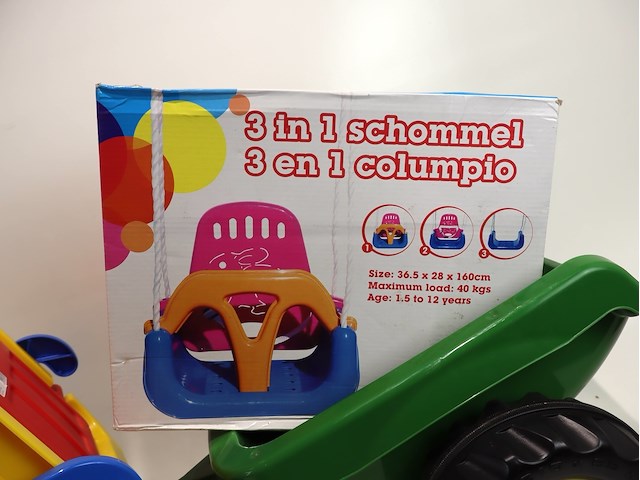 3 in 1 schommel
3 en 1 columpio
1 2 3
Size: 36.5 x 28 x 160cm
Maximum load: 40 kgs
Age: 1.5 to 12 years